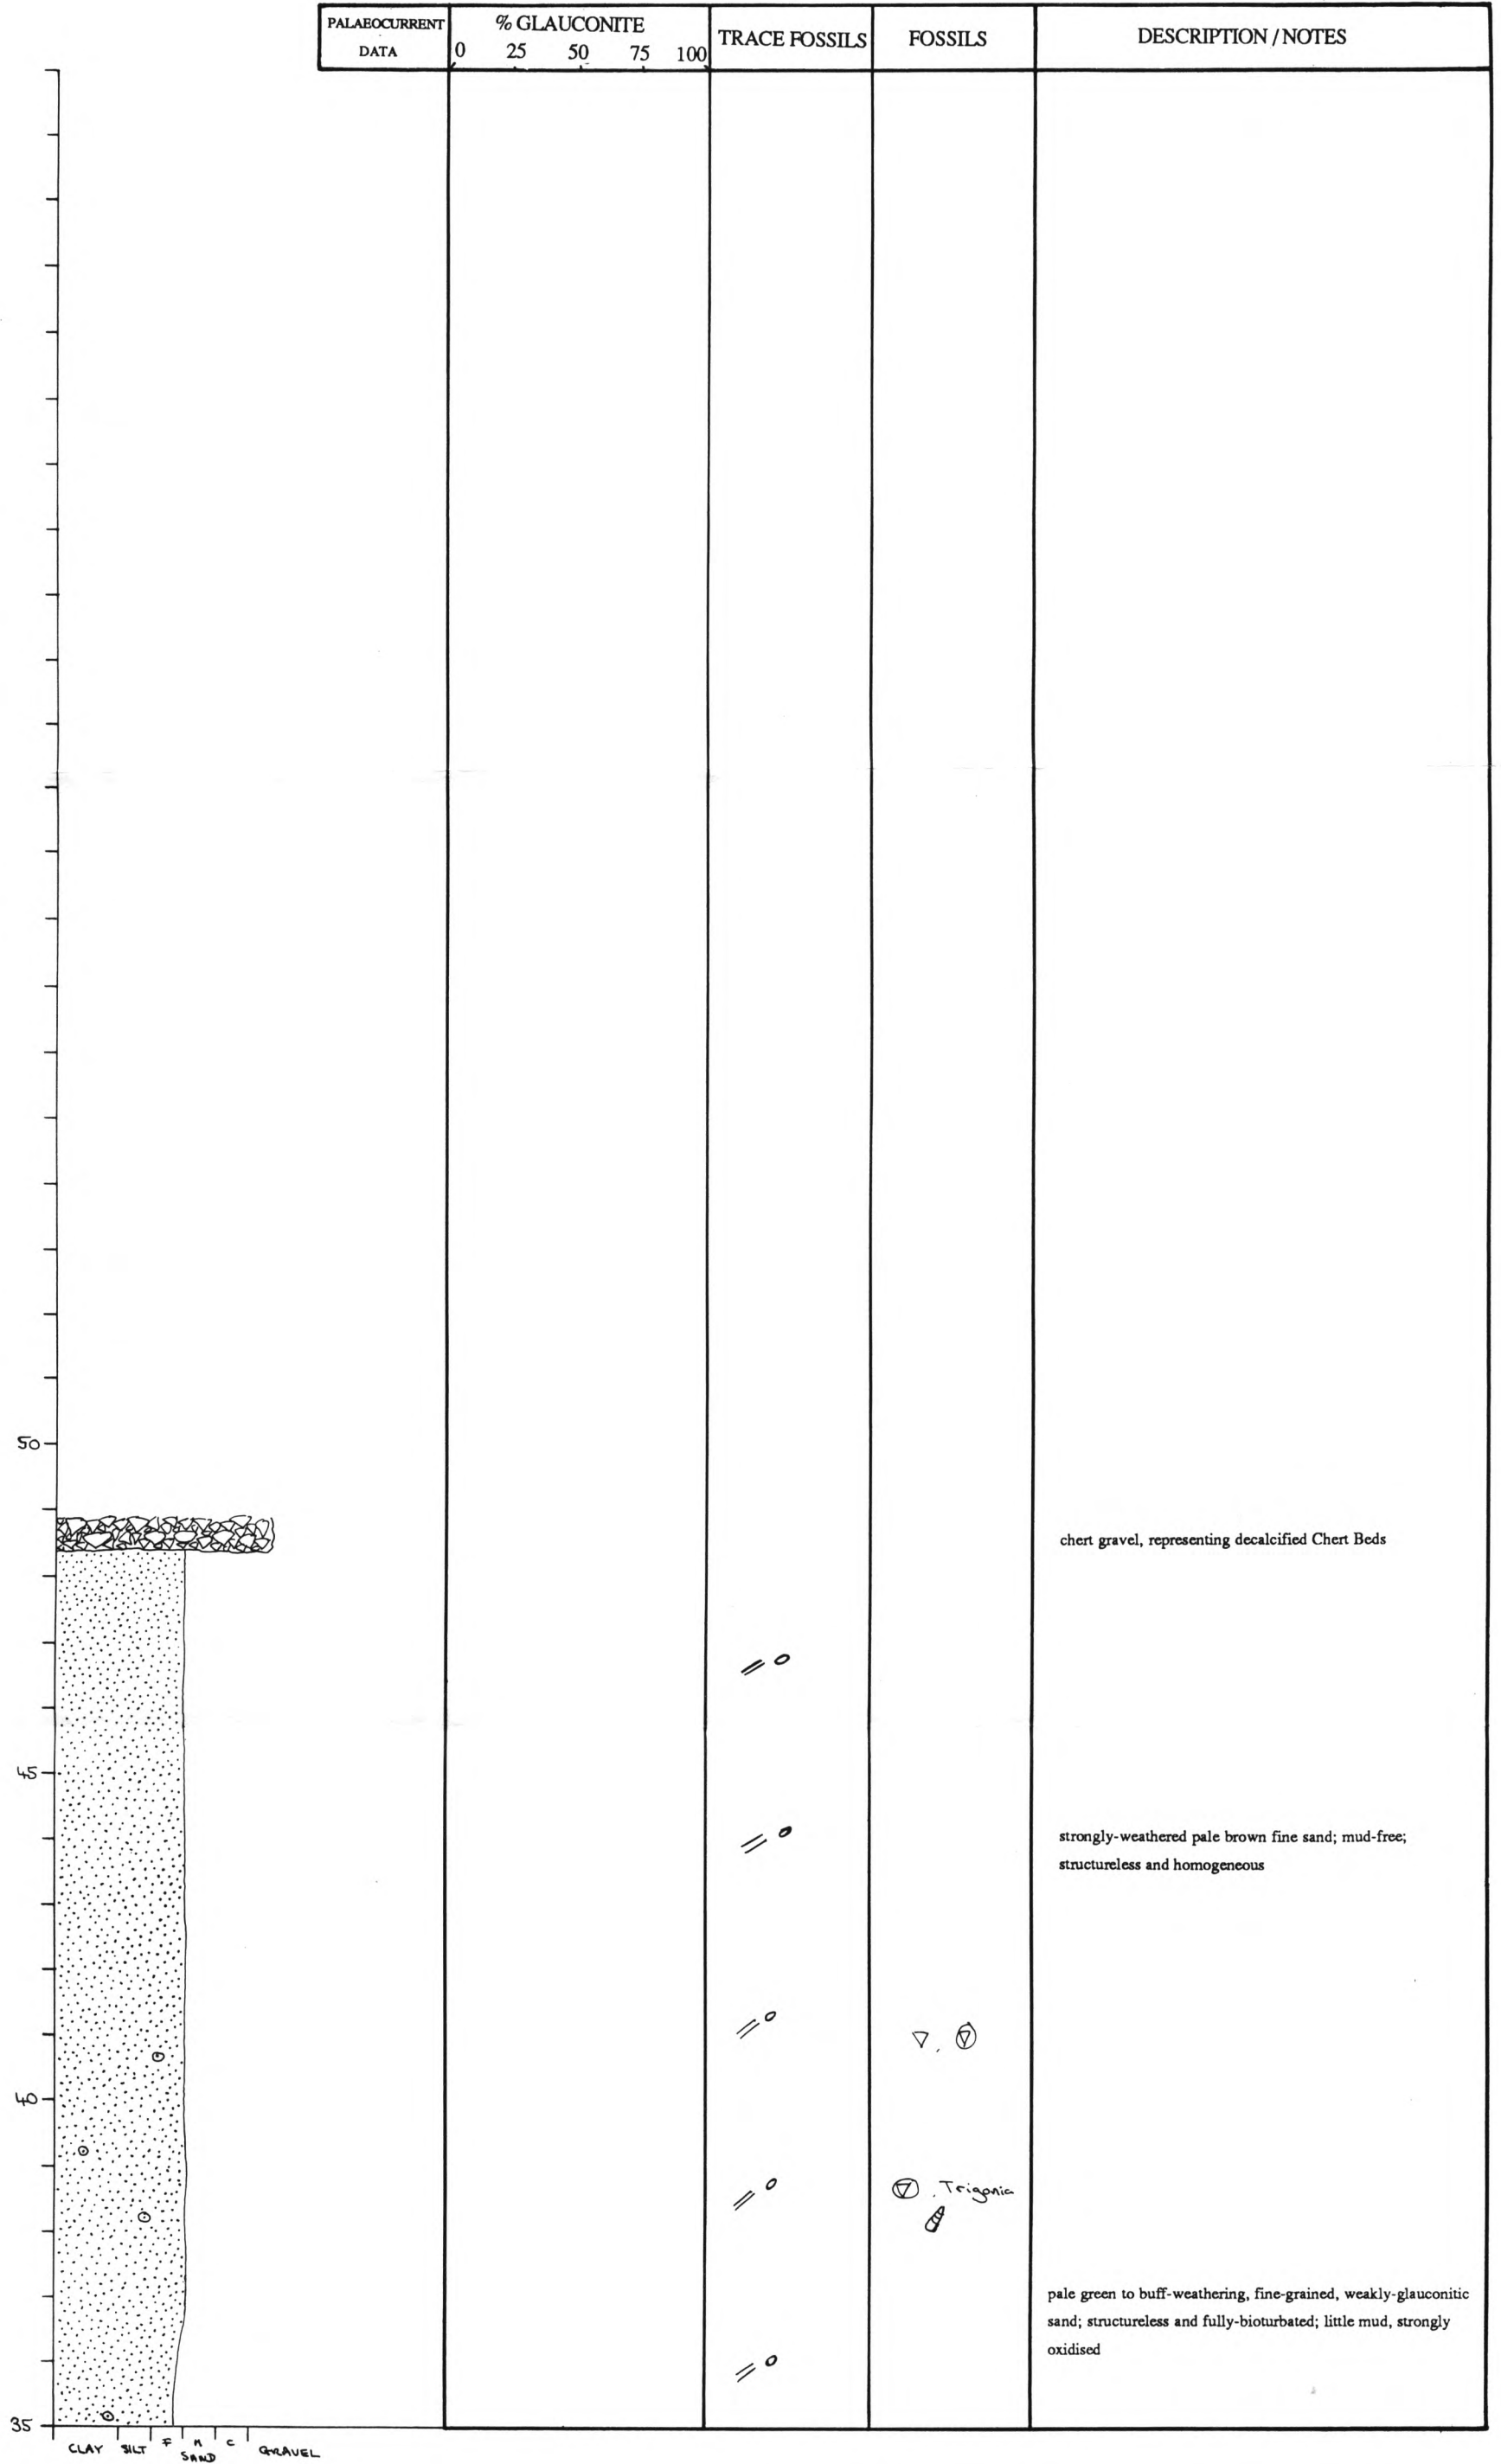 PALAEOCURRENT
DATA
% GLAUCONITE
0 25 50 75 100
TRACE FOSSILS
FOSSILS
DESCRIPTION / NOTES
50
chert gravel, representing decalcified Chert Beds
45
strongly-weathered pale brown fine sand; mud-free;
structureless and homogeneous
40
Trigonia
pale green to buff-weathering, fine-grained, weakly-glauconitic
sand; structureless and fully-bioturbated; little mud, strongly
oxidised
35
CLAY SILT F M C GRAVEL
SAND